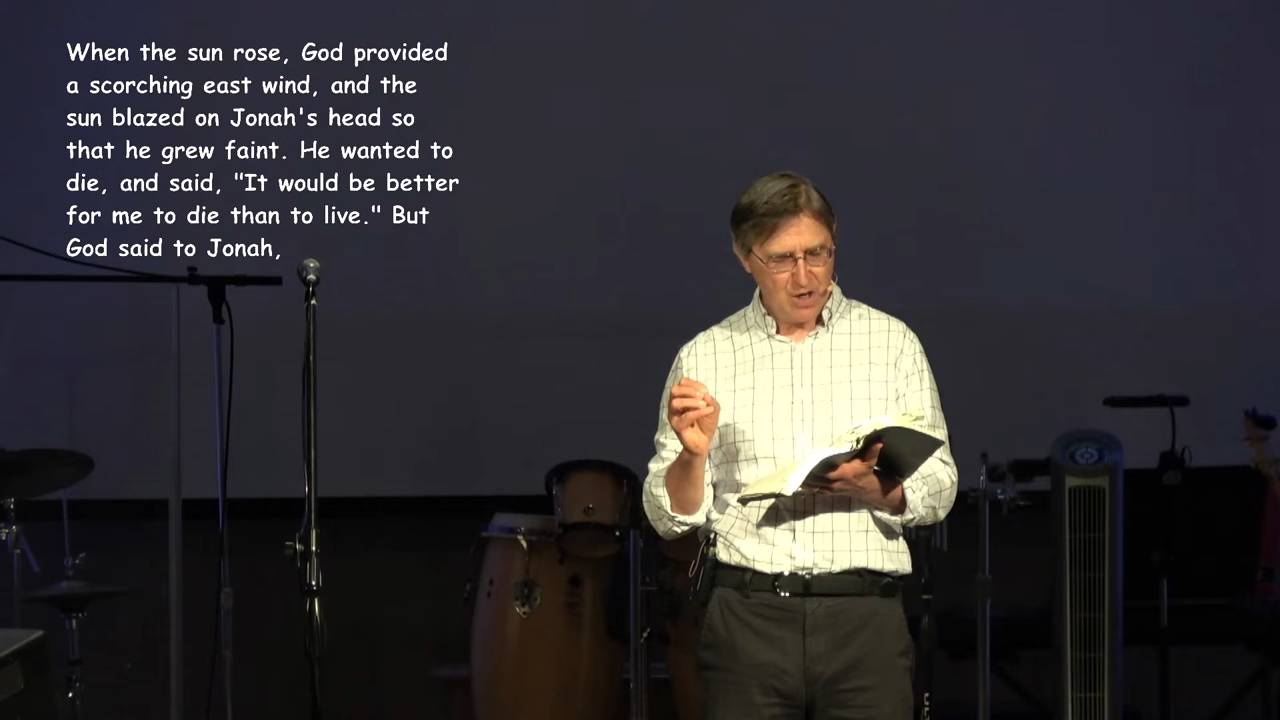 When the sun rose, God provided
a scorching east wind, and the
sun blazed on Jonah's head so
that he grew faint. He wanted to
die, and said, "It would be better
for me to die than to live." But
God said to Jonah,